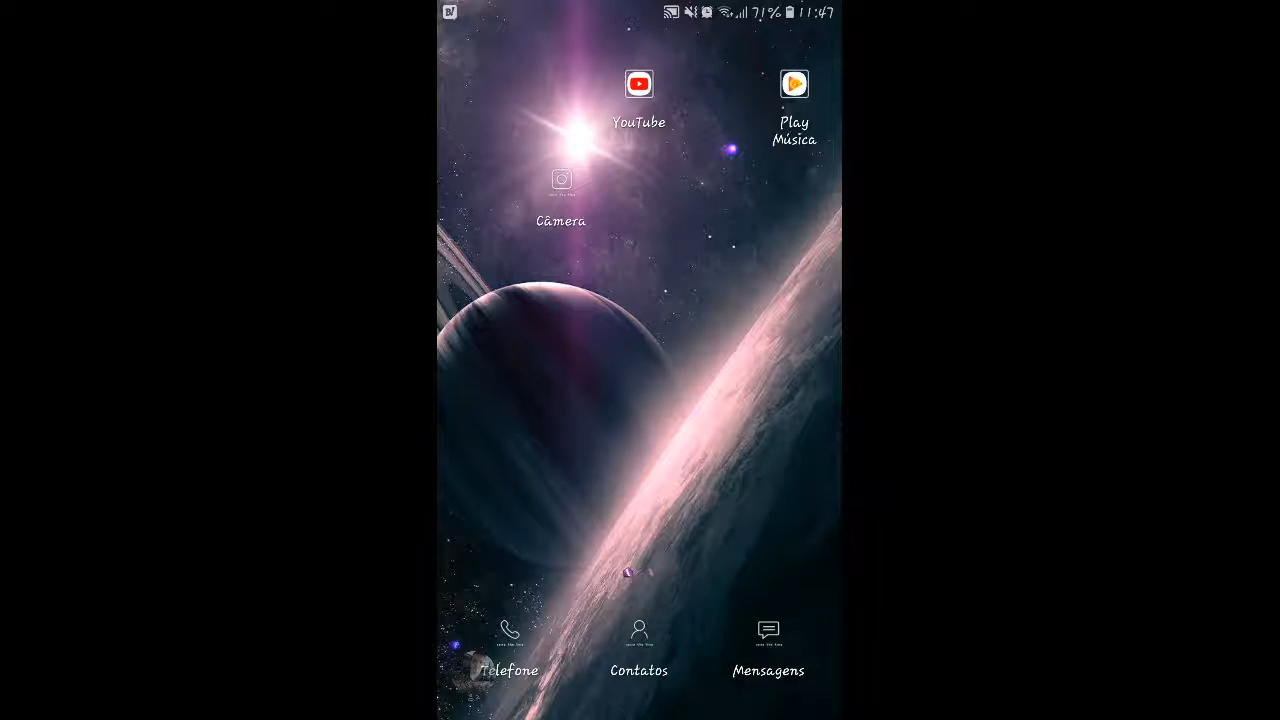 B!
71% 11:47
YouTube
Play
Música
Câmera
Telefone
Contatos
Mensagens